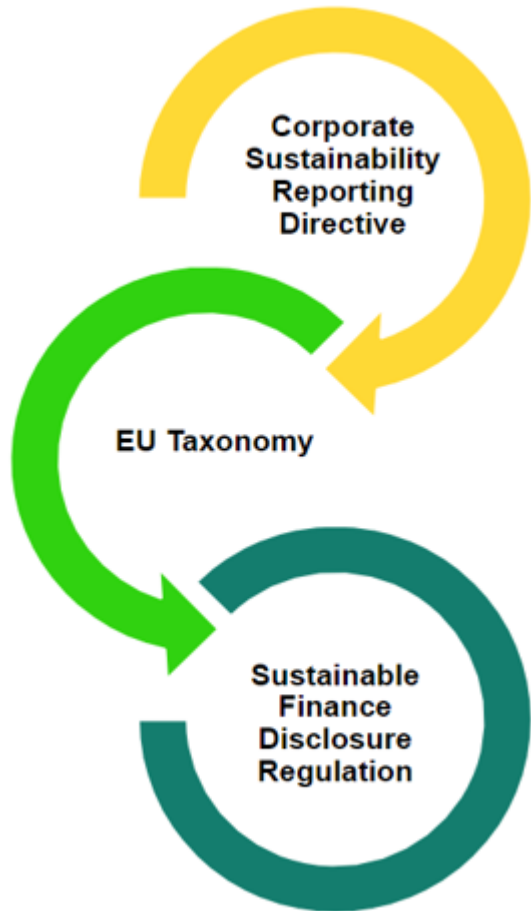 Corporate
Sustainability
Reporting
Directive
EU Taxonomy
Sustainable
Finance
Disclosure
Regulation